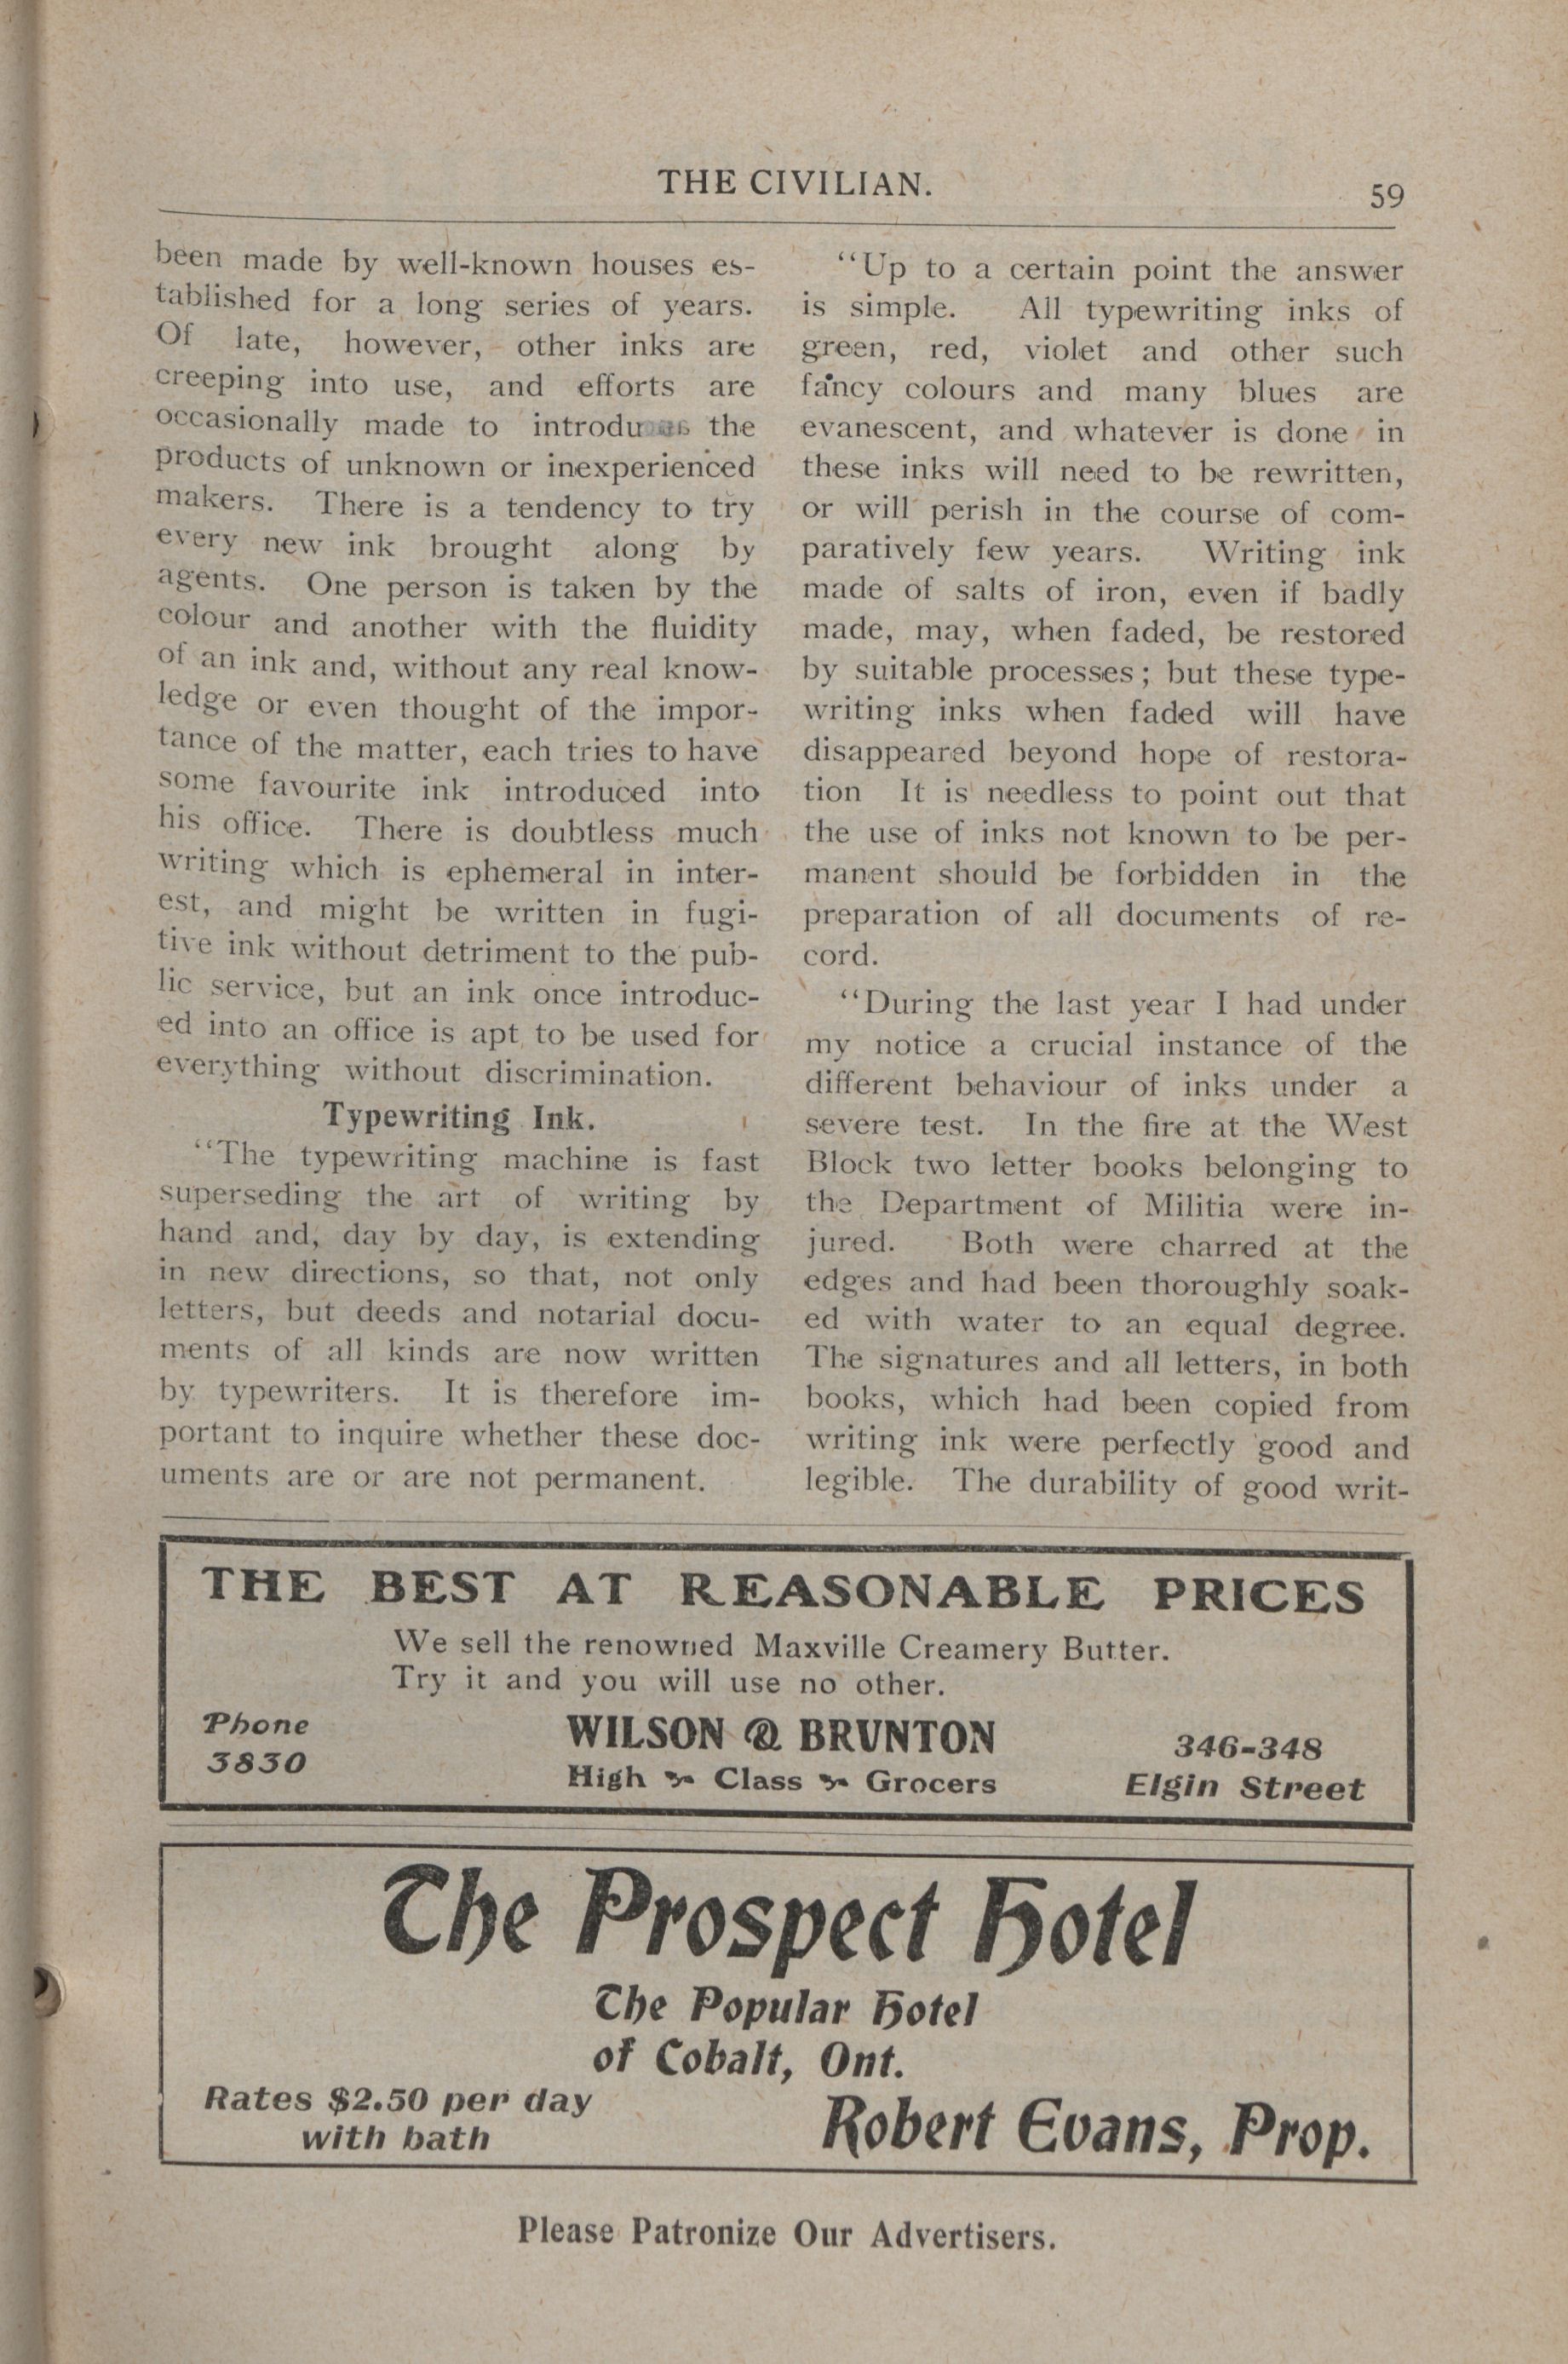 THE CIVILIAN.
59
been made by well-known houses es-
tablished for a long series of years.
Of late, however, other inks are
creeping into use, and efforts are
occasionally made to the
products of unknown or inexperienced
makers. There is a tendency to try
every new ink brought along by
agents. One person is taken by the
colour and another with the fluidity
of an ink and, without any real know-
ledge or even thought of the impor-
tance of the matter, each tries to have
some favourite ink introduced into
his office. There is doubtless much
writing which is ephemeral in inter-
est, and might be written in fugi-
tive ink without detriment to the pub-
lic service, but an ink once introduc-
ed into an office is apt to be used for
everything without discrimination.
Typewriting Ink.
"The typewriting machine is fast
superseding the art of writing by
hand and, day by day, is extending
in new directions, so that, not only
letters, but deeds and notarial docu-
ments of all kinds are now written
by typewriters. It is therefore im-
portant to inquire whether these doc-
uments are or are not permanent.
"Up to a certain point the answer
is simple. All typewriting inks of
green, red, violet and other such
fancy colours and many blues are
evanescent, and whatever is done in
these inks will need to be rewritten,
or will perish in the course of com-
paratively few years. Writing ink
made of salts of iron, even if badly
made, may, when faded, be restored
by suitable processes; but these type-
writing inks when faded will have
disappeared beyond hope of restora-
tion It is needless to point out that
the use of inks not known to be per-
manent should be forbidden in the
preparation of all documents of re-
cord.
"During the last year I had under
my notice a crucial instance of the
different behaviour of inks under a
severe test. In the fire at the West
Block two letter books belonging to
the Department of Militia were in-
jured. Both were charred at the
edges and had been thoroughly soak-
ed with water to an equal degree.
The signatures and all letters, in both
books, which had been copied from
writing ink were perfectly good and
legible. The durability of good writ-
THE BEST AT REASONABLE PRICES
We sell the renowned Maxville Creamery Butter.
Try it and you will use no other.
Phone
3830
WILSON & BRUNTON
High Class Grocers
346-348
Elgin Street
The Prospect Hotel
The Popular Hotel
of Cobalt, Ont.
Rates $2.50 per day
with bath
Robert Evans, Prop.
Please Patronize Our Advertisers.